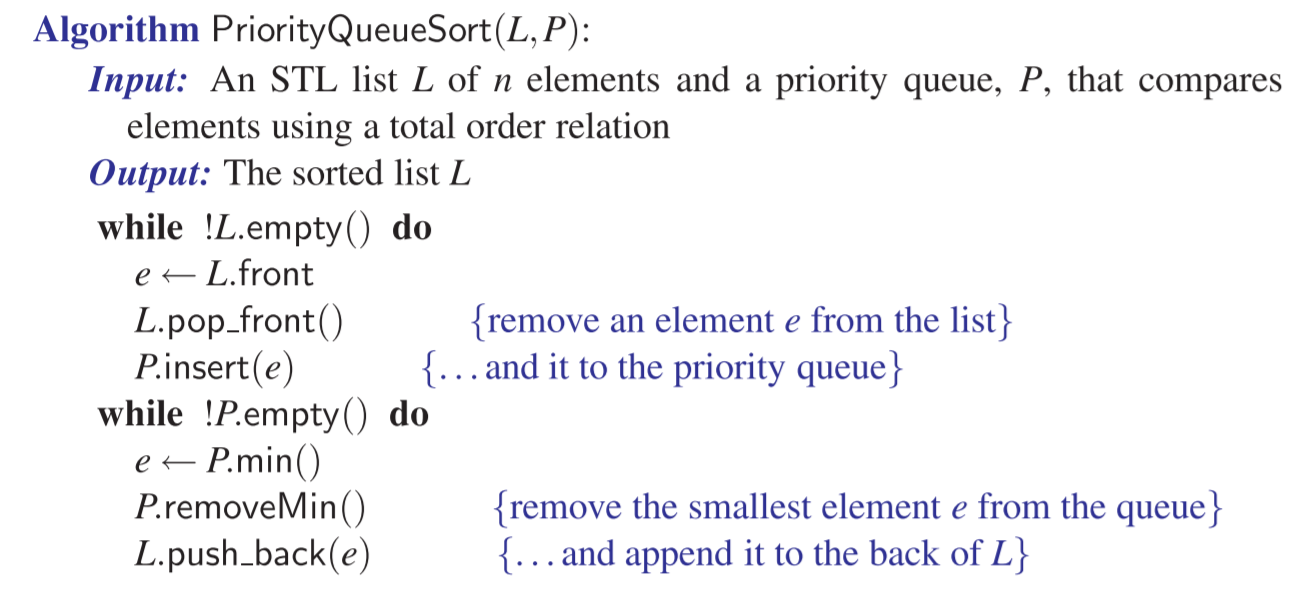 Algorithm PriorityQueueSort(L, P):
Input: An STL list L of n elements and a priority queue, P, that compares
elements using a total order relation
Output: The sorted list L
while !L.empty() do
e ← L.front
L.pop_front() {remove an element e from the list}
P.insert(e) {...and it to the priority queue}
while !P.empty() do
e ← P.min()
P.removeMin() {remove the smallest element e from the queue}
L.push_back(e) {...and append it to the back of L}